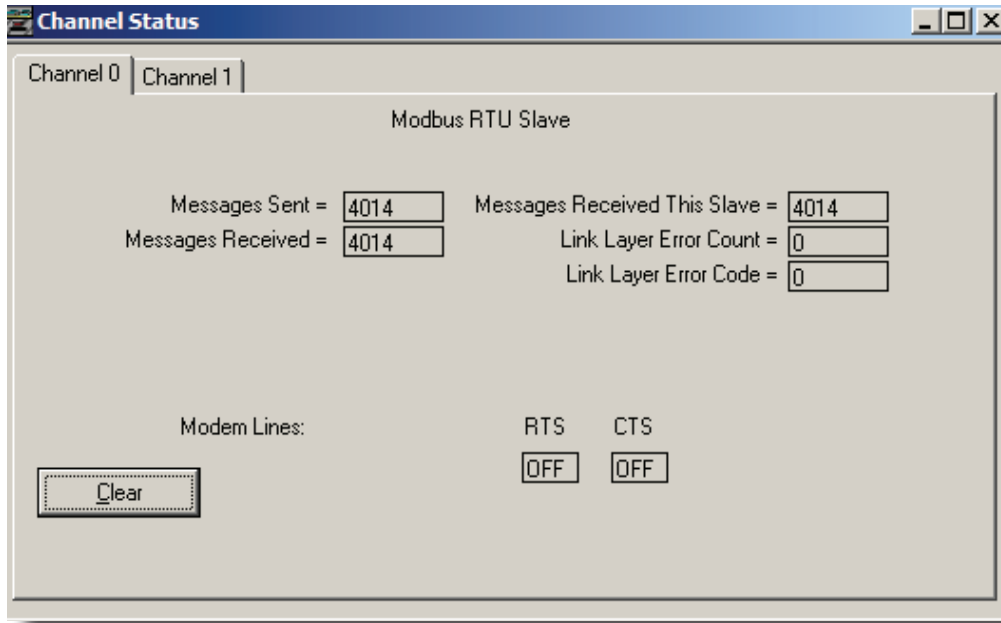 Channel Status
Channel 0 Channel 1
Modbus RTU Slave
Messages Sent = 4014 Messages Received This Slave = 4014
Messages Received = 4014 Link Layer Error Count = 0
Link Layer Error Code = 0
Modem Lines: RTS CTS
OFF OFF
Clear